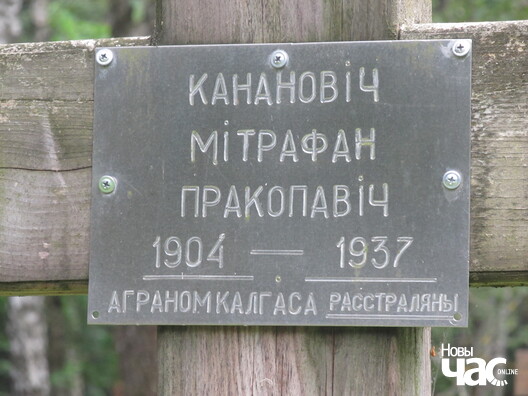 КАНАНОВІЧ
МІТРАФАН
ПРАКОПАВІЧ
1904 — 1937
АГРАНОМ КАЛГАСА РАССТРАЛЯНЫ
Новы
Час
ONLINE